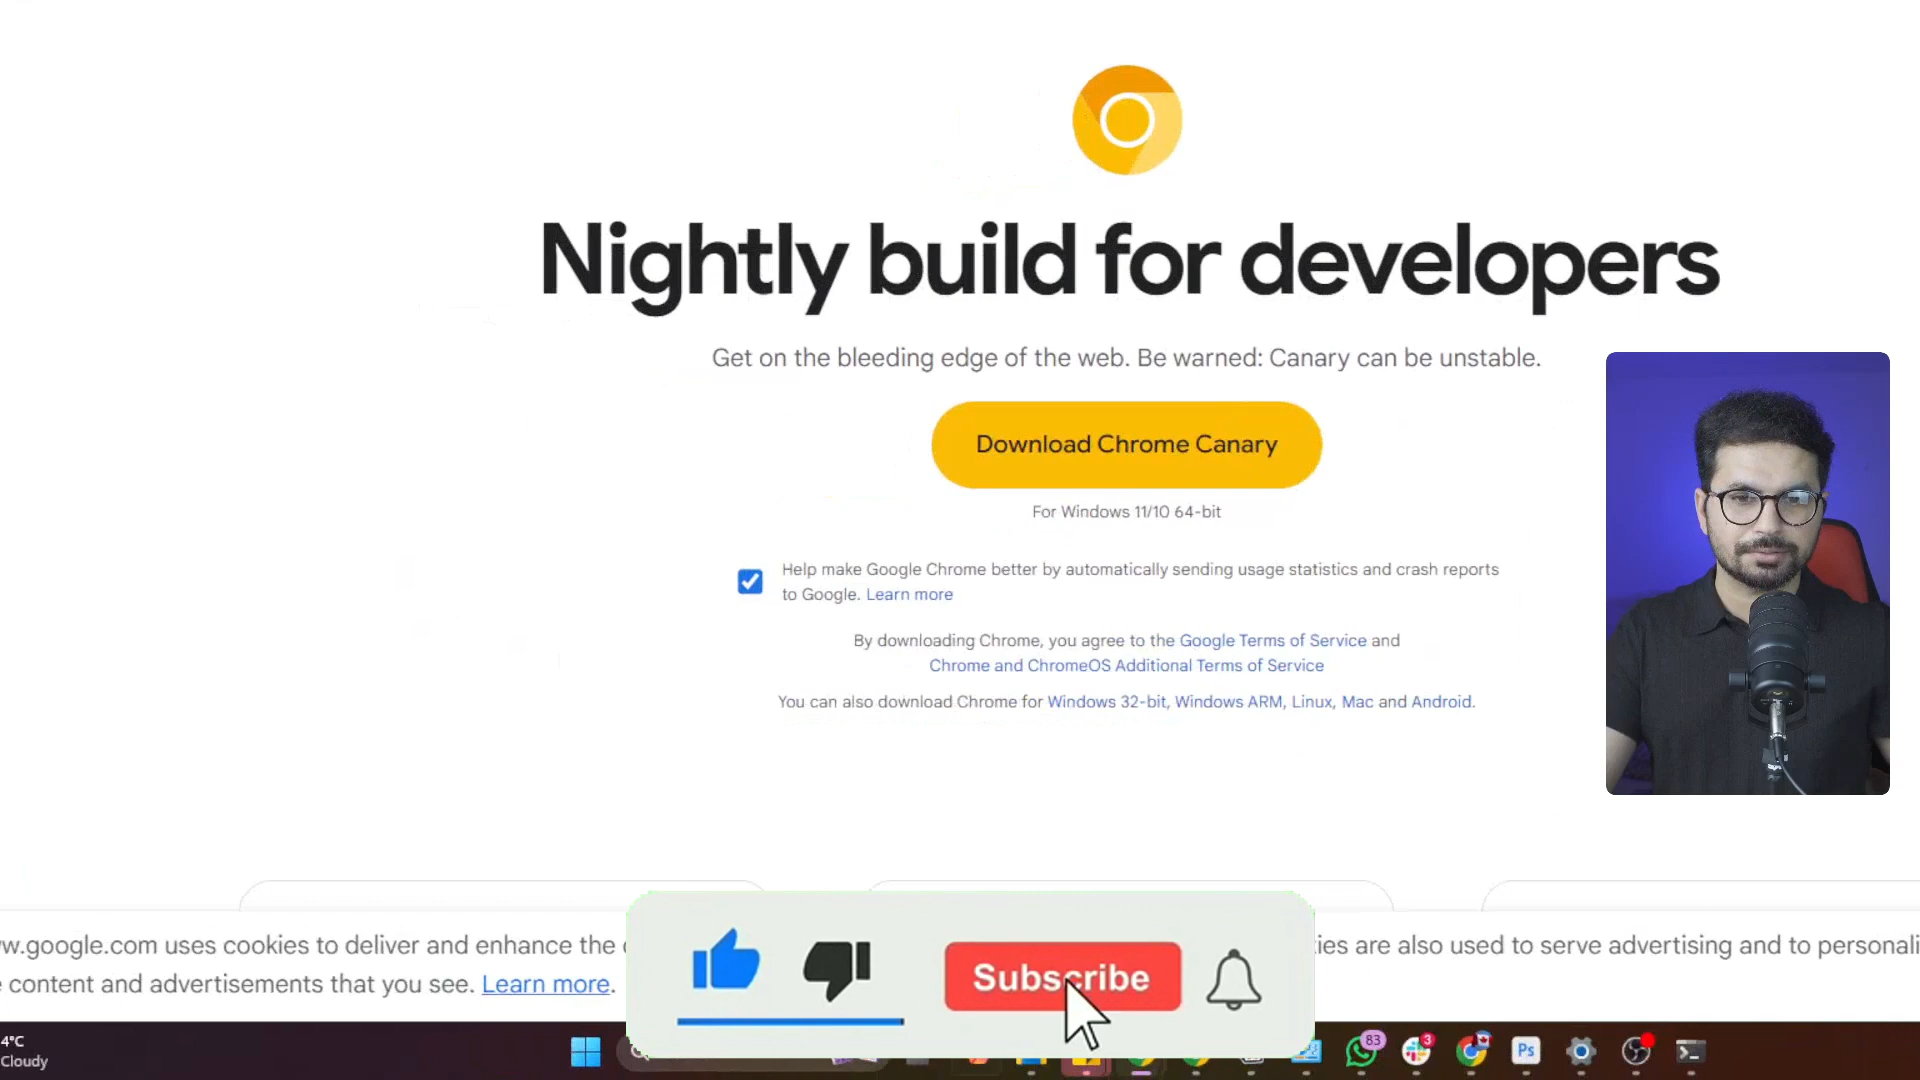 Nightly build for developers
Get on the bleeding edge of the web. Be warned: Canary can be unstable.
Download Chrome Canary
For Windows 11/10 64-bit
Help make Google Chrome better by automatically sending usage statistics and crash reports
to Google. Learn more
By downloading Chrome, you agree to the Google Terms of Service and
Chrome and ChromeOS Additional Terms of Service
You can also download Chrome for Windows 32-bit, Windows ARM, Linux, Mac and Android.
w.google.com uses cookies to deliver and enhance the
ies are also used to serve advertising and to personali
content and advertisements that you see. Learn more.
Subscribe
4°C
Cloudy
83
3
Ps